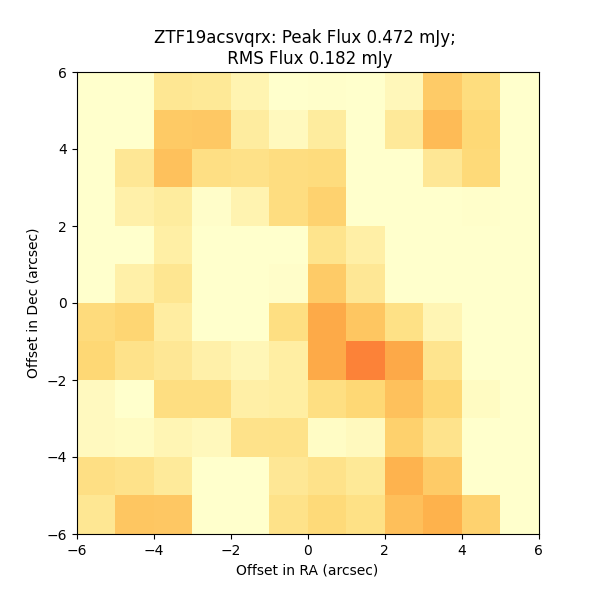 ZTF19acsvqrx: Peak Flux 0.472 mJy;
RMS Flux 0.182 mJy
6
4
2
0
−2
−4
−6
Offset in Dec (arcsec)
−6 −4 −2 0 2 4 6
Offset in RA (arcsec)